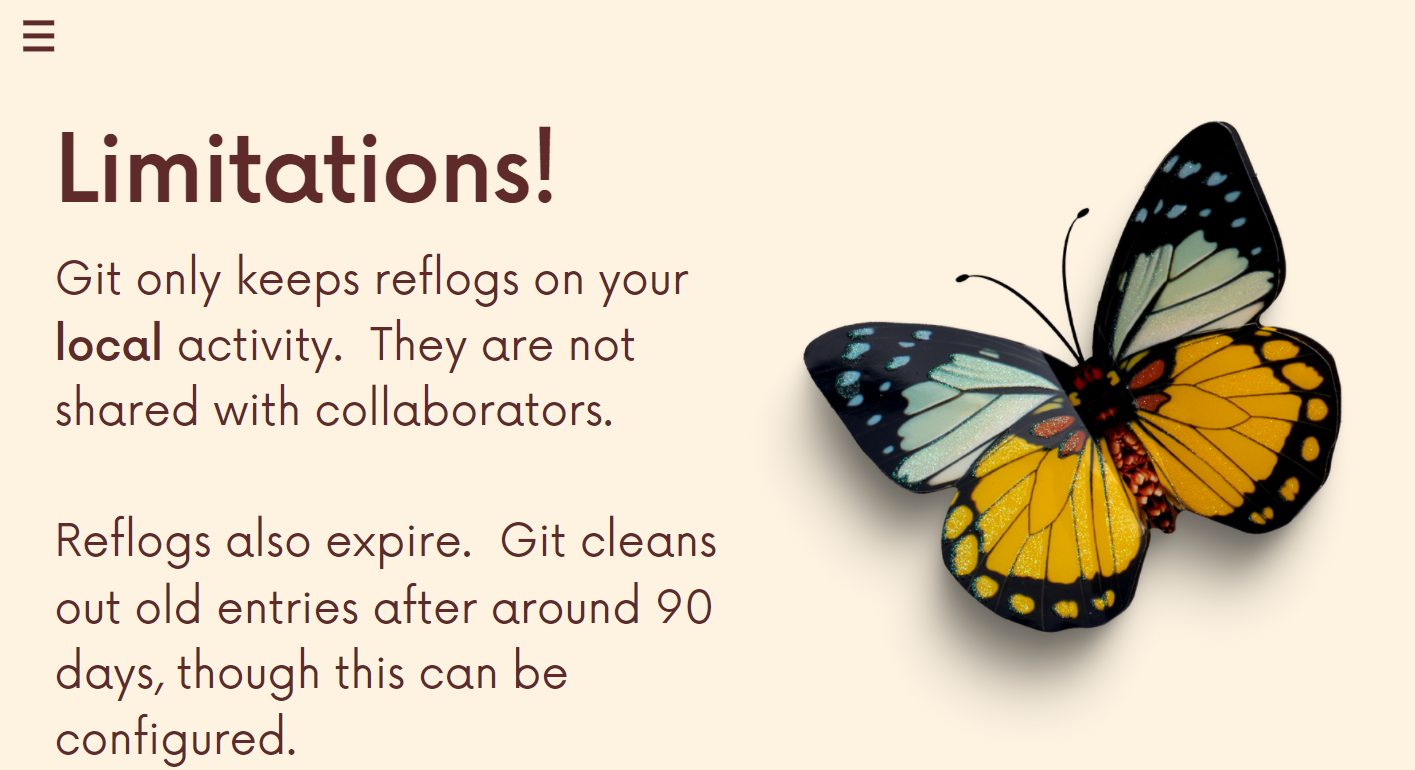 Limitations!
Git only keeps reflogs on your
local activity.  They are not
shared with collaborators.
Reflogs also expire.  Git cleans
out old entries after around 90
days, though this can be
configured.